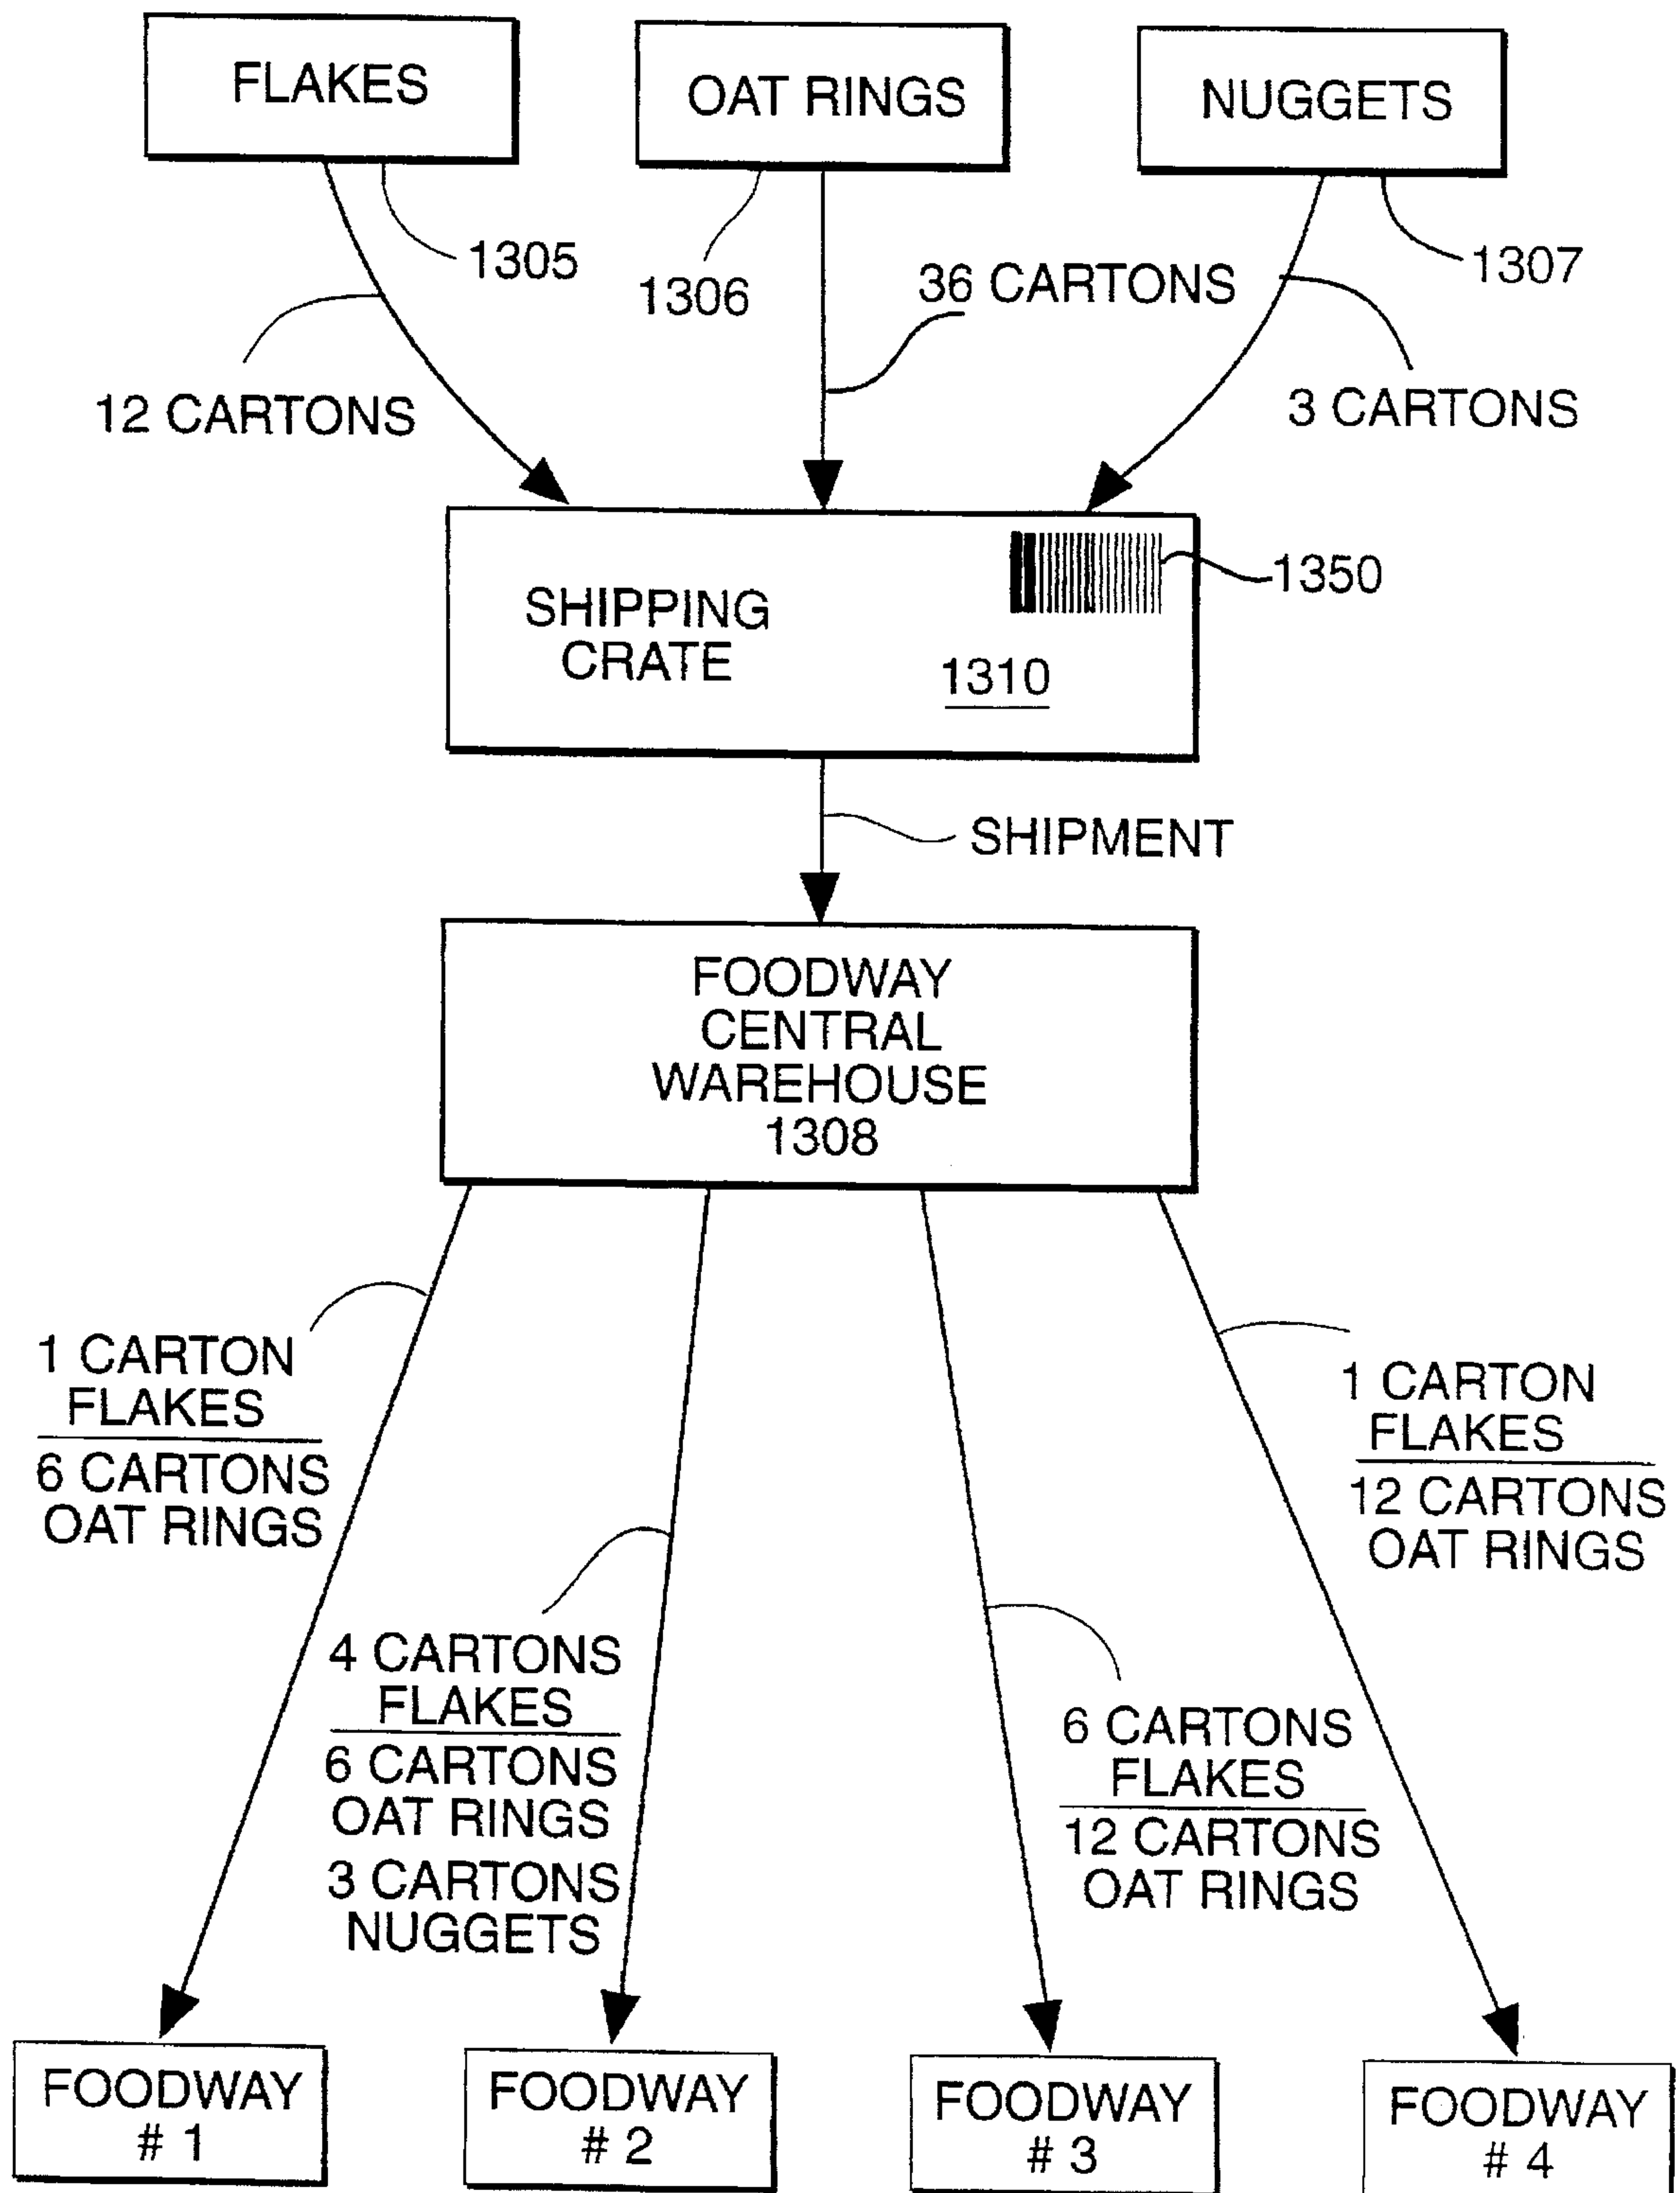 FLAKES
OAT RINGS
NUGGETS
1305
1306
36 CARTONS
1307
12 CARTONS
3 CARTONS
SHIPPING
CRATE
1310
1350
SHIPMENT
FOODWAY
CENTRAL
WAREHOUSE
1308
1 CARTON
FLAKES
6 CARTONS
OAT RINGS
4 CARTONS
FLAKES
6 CARTONS
OAT RINGS
3 CARTONS
NUGGETS
6 CARTONS
FLAKES
12 CARTONS
OAT RINGS
1 CARTON
FLAKES
12 CARTONS
OAT RINGS
FOODWAY
# 1
FOODWAY
# 2
FOODWAY
# 3
FOODWAY
# 4